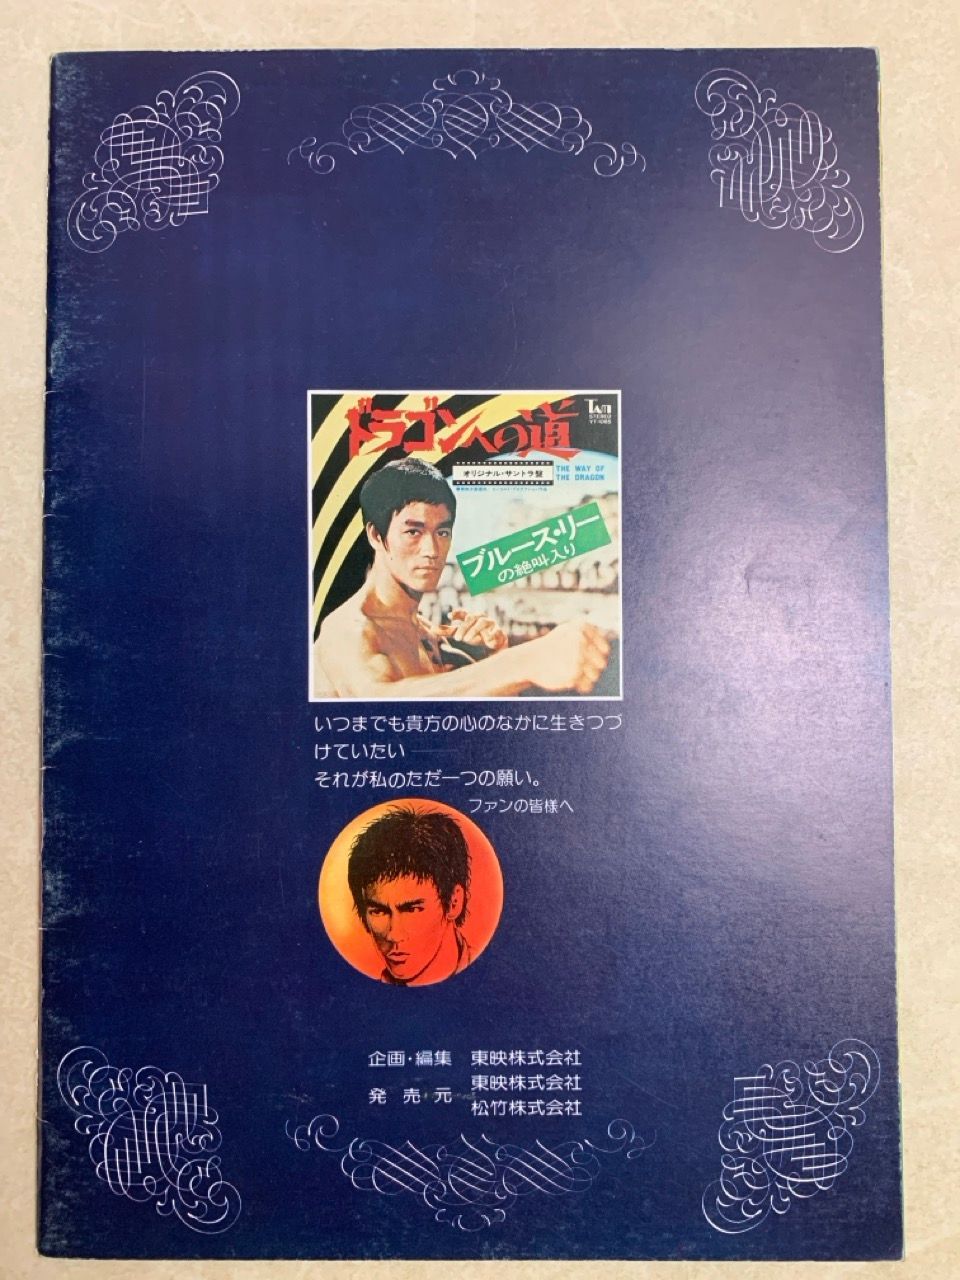 ドラゴンへの道
TAM
STEREO
YT-1085
オリジナル・サントラ盤
THE WAY OF
THE DRAGON
ブルース・リー
の絶叫入り
いつまでも貴方の心のなかに生きつづ
けていたい——
それが私のただ一つの願い。
ファンの皆様へ
企画・編集 東映株式会社
発売元 東映株式会社
松竹株式会社